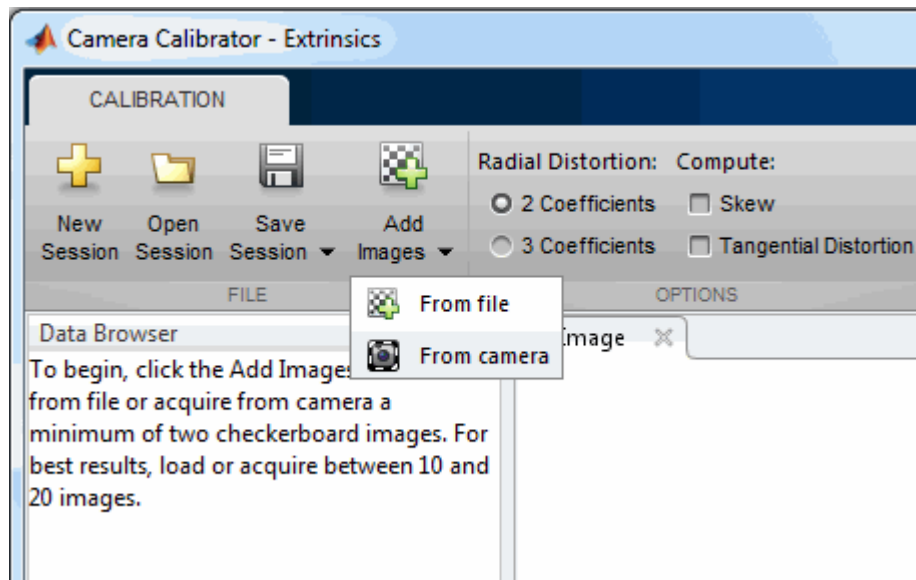 Camera Calibrator - Extrinsics
CALIBRATION
New Session
Open Session
Save Session
Add Images
Radial Distortion:
2 Coefficients
3 Coefficients
Compute:
Skew
Tangential Distortion
FILE
OPTIONS
From file
From camera
Data Browser
Image
To begin, click the Add Images
from file or acquire from camera a
minimum of two checkerboard images. For
best results, load or acquire between 10 and
20 images.